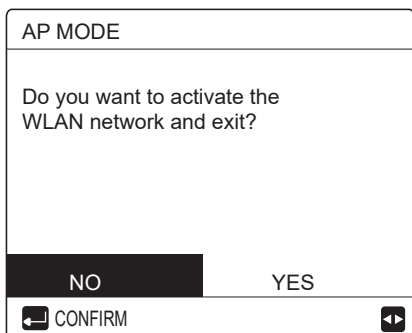 AP MODE
Do you want to activate the
WLAN network and exit?
NO YES
CONFIRM